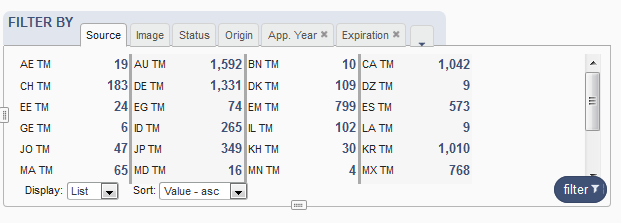 FILTER BY
Source Image Status Origin App. Year Expiration
AE TM 19 AU TM 1,592 BN TM 10 CA TM 1,042
CH TM 183 DE TM 1,331 DK TM 109 DZ TM 9
EE TM 24 EG TM 74 EM TM 799 ES TM 573
GE TM 6 ID TM 265 IL TM 102 LA TM 9
JO TM 47 JP TM 349 KH TM 30 KR TM 1,010
MA TM 65 MD TM 16 MN TM 4 MX TM 768
Display: List Sort: Value - asc filter